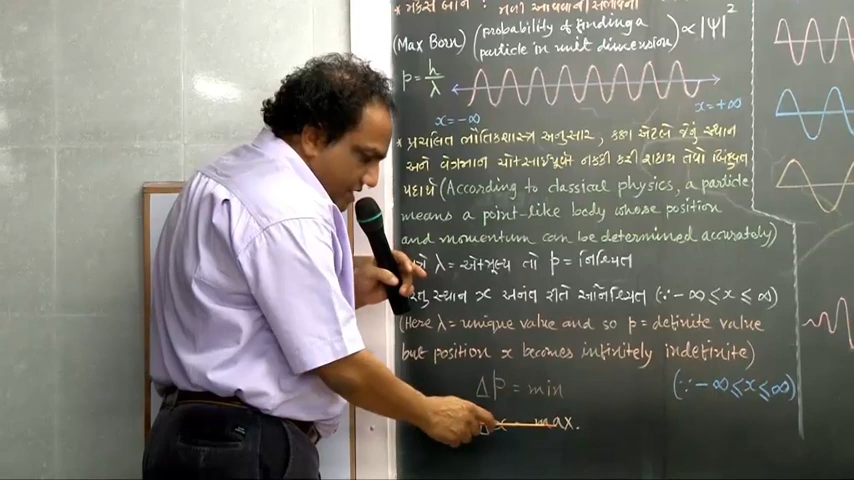 * મેક્સ બોર્ન : મળી આવવાની સંભાવના
(Max Born) (probability of finding a particle in unit dimension) ∝ |Ψ|²
p = h/λ
x = -∞ x = +∞
* પ્રચલિત ભૌતિકશાસ્ત્ર અનુસાર, કણ એટલે જેનું સ્થાન
અને વેગમાન ચોક્સાઈપૂર્વક નક્કી કરી શકાય તેવો બિંદુવત
પદાર્થ (According to classical physics, a particle
means a point-like body whose position
and momentum can be determined accurately)
λ = એકમૂલ્ય તો p = નિશ્ચિત
સ્થાન x અનંત રીતે અનિશ્ચિત (∵ -∞ ≤ x ≤ ∞)
(Here λ = unique value and so p = definite value
but position x becomes infinitely indefinite)
Δp = min (∵ -∞ ≤ x ≤ ∞)
x max.